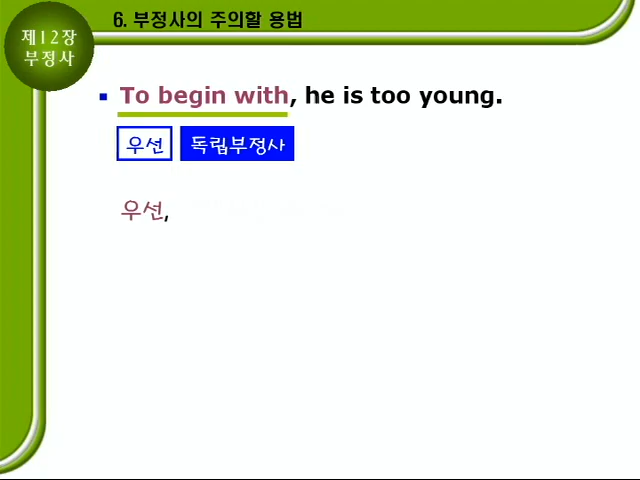 제12장
부정사
6. 부정사의 주의할 용법
To begin with, he is too young.
우선 독립부정사
우선,